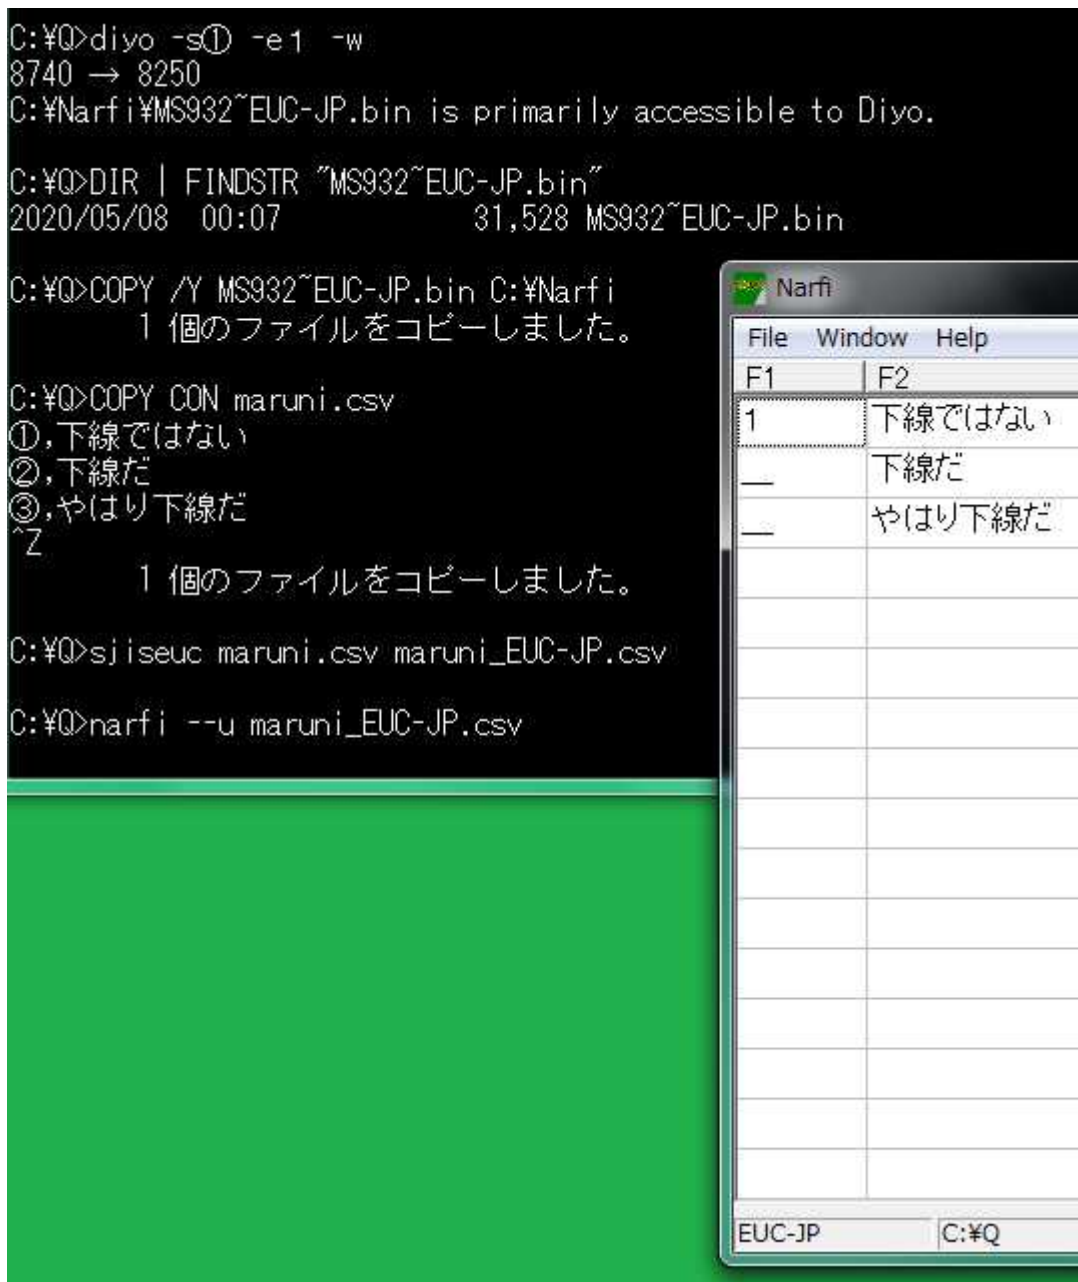 C:¥Q>diyo -s① -e１ -w
8740 → 8250
C:¥Narfi¥MS932~EUC-JP.bin is primarily accessible to Diyo.
C:¥Q>DIR | FINDSTR "MS932~EUC-JP.bin"
2020/05/08 00:07 31,528 MS932~EUC-JP.bin
C:¥Q>COPY /Y MS932~EUC-JP.bin C:¥Narfi
1 個のファイルをコピーしました。
C:¥Q>COPY CON maruni.csv
①,下線ではない
②,下線だ
③,やはり下線だ
^Z
1 個のファイルをコピーしました。
C:¥Q>sjiseuc maruni.csv maruni_EUC-JP.csv
C:¥Q>narfi --u maruni_EUC-JP.csv
Narfi
File Window Help
F1 F2
1 下線ではない
＿ 下線だ
＿ やはり下線だ
EUC-JP C:¥Q